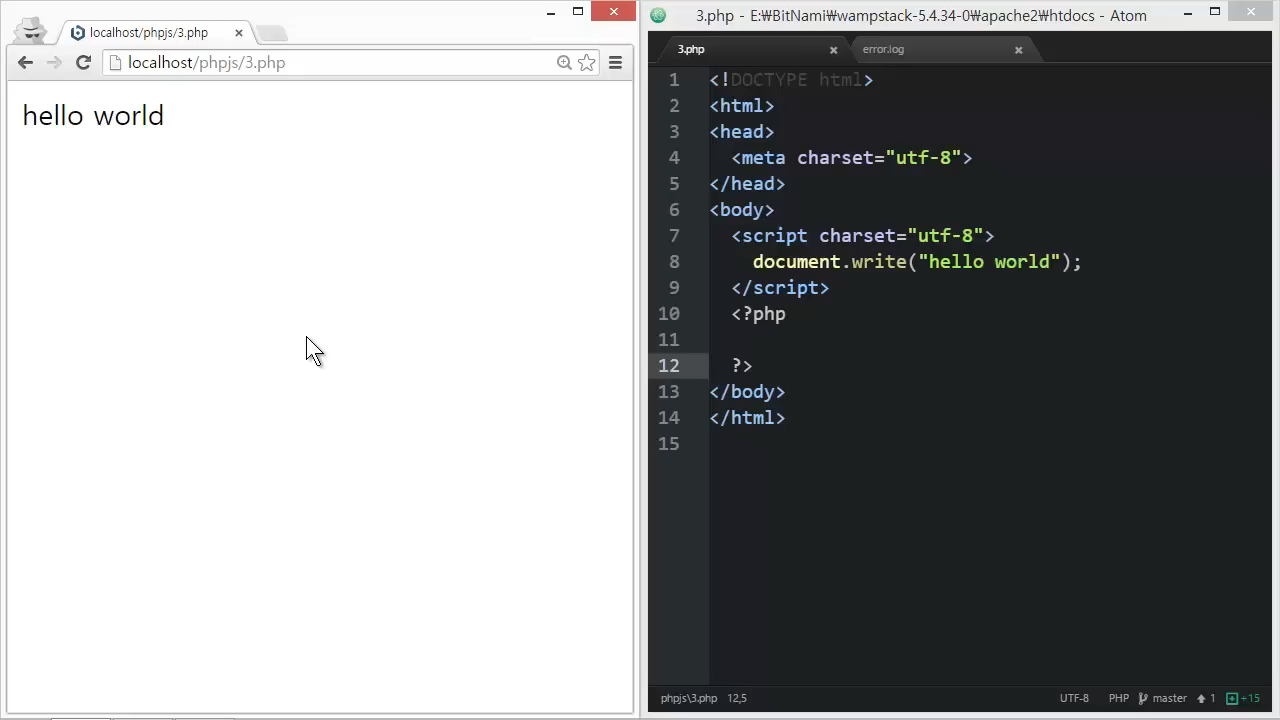 localhost/phpjs/3.php
localhost/phpjs/3.php
hello world
3.php - E:₩BitNami₩wampstack-5.4.34-0₩apache2₩htdocs - Atom
3.php
error.log
1 <!DOCTYPE html>
2 <html>
3 <head>
4 <meta charset="utf-8">
5 </head>
6 <body>
7 <script charset="utf-8">
8 document.write("hello world");
9 </script>
10 <?php
11
12 ?>
13 </body>
14 </html>
15
phpjs\3.php 12,5 UTF-8 PHP master 1 +15